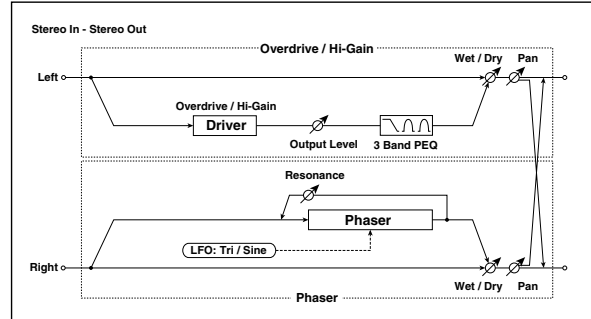 Stereo In - Stereo Out
Overdrive / Hi-Gain
Wet / Dry
Pan
Left
Overdrive / Hi-Gain
Driver
Output Level
3 Band PEQ
Resonance
Phaser
LFO: Tri / Sine
Right
Wet / Dry
Pan
Phaser